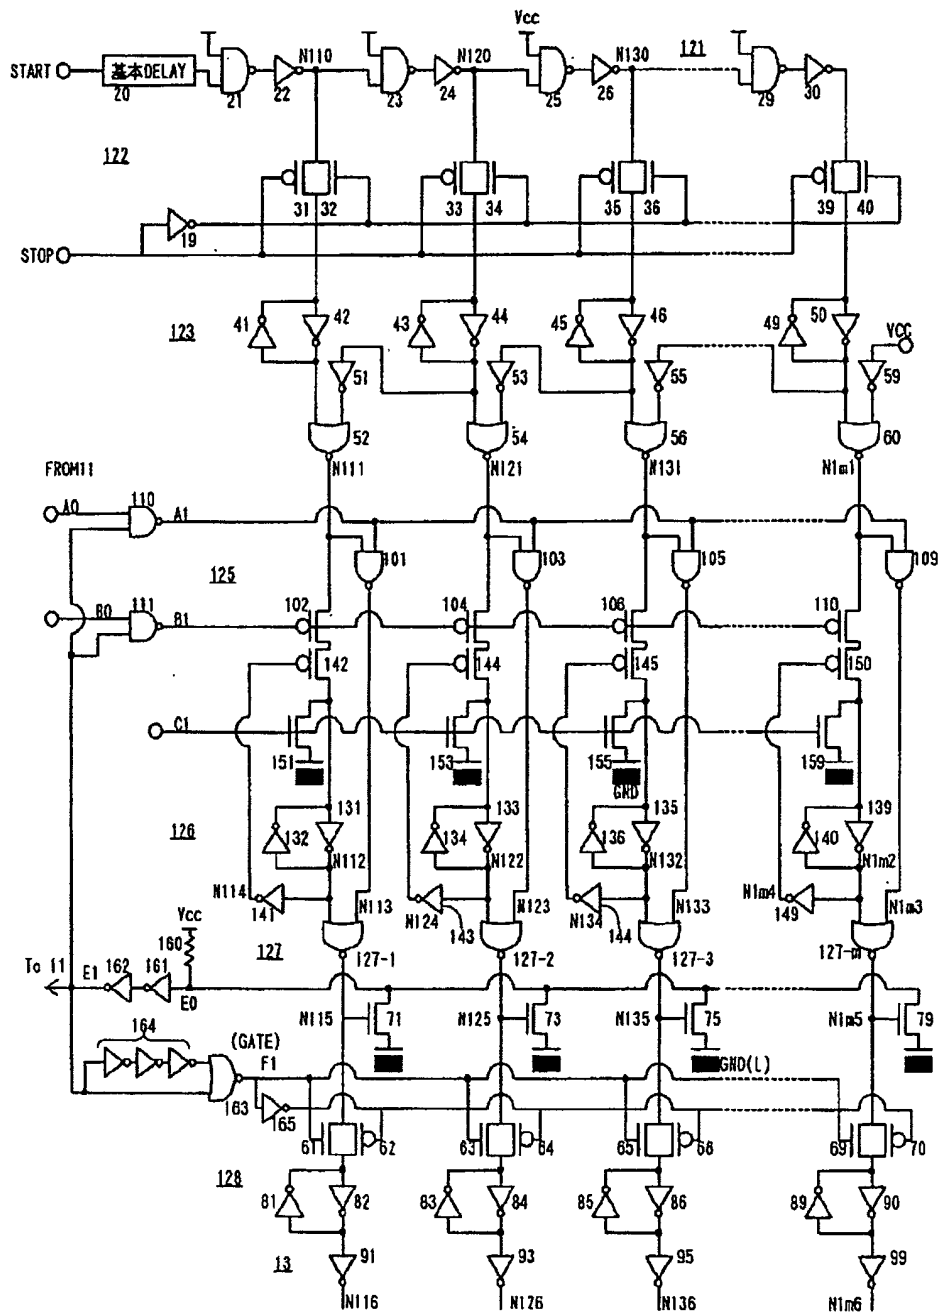 Vcc
N110 N120 N130 121
START 基本DELAY
20 21 22 23 24 25 26 29 30
122
31 32 33 34 35 36 39 40
19
STOP
41 42 43 44 45 46 49 50
123 VCC
51 53 55 59
52 54 56 60
N111 N121 N131 N1m1
FROM11
A0 110 A1
101 103 105 109
125
B0 111 B1 102 104 106 110
142 144 145 150
C1
151 153 155 159
GND
131 133 135 139
126 132 134 136 140
N112 N122 N132 N1m2
N114 N124 N134 N1m4
141 N113 143 N123 144 N133 149 N1m3
Vcc
160 127 127-1 127-2 127-3 127-m
To 11 E1 162 161 E0
N115 71 N125 73 N135 75 N1m5 79
164 (GATE)
F1 GND(L)
163
165
61 62 63 64 65 66 69 70
128
81 82 83 84 85 86 89 90
13 91 93 95 99
N116 N126 N136 N1m6